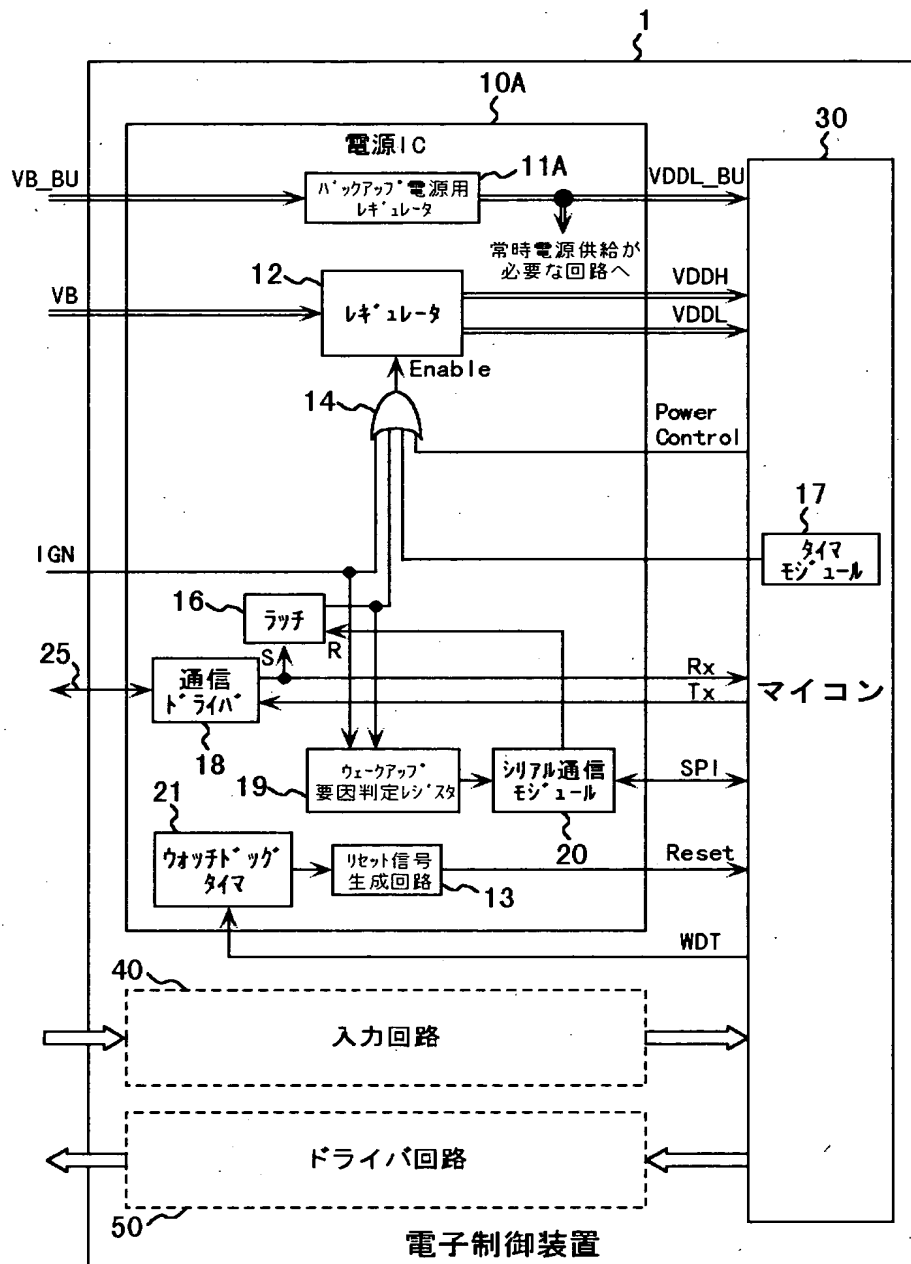 1
10A
電源IC
30
VB_BU
11A
バックアップ電源用
レギュレータ
VDDL_BU
常時電源供給が
必要な回路へ
12
VB
レギュレータ
VDDH
VDDL
Enable
14
Power
Control
17
タイマ
モジュール
IGN
16
ラッチ
S
R
25
通信
ドライバ
18
Rx
Tx
マイコン
19
ウェークアップ
要因判定レジスタ
シリアル通信
モジュール
20
SPI
21
ウォッチドッグ
タイマ
リセット信号
生成回路
13
Reset
WDT
40
入力回路
ドライバ回路
50
電子制御装置